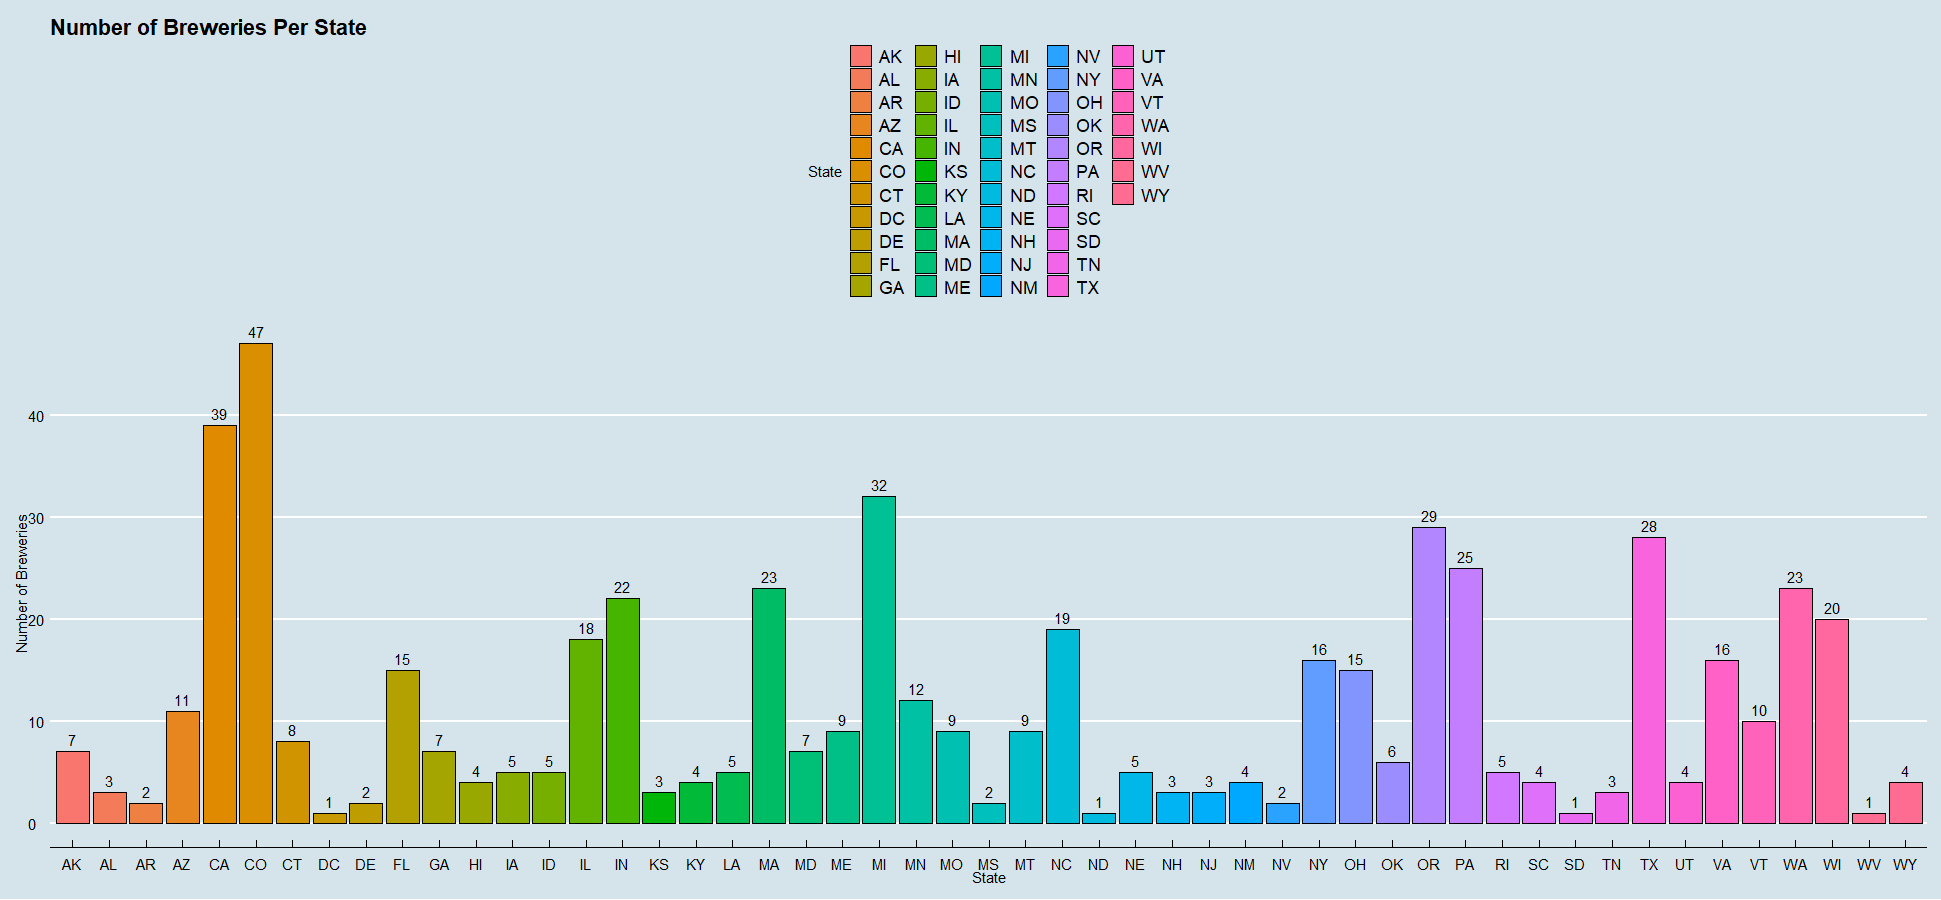 Number of Breweries Per State
AK HI MI NV UT
AL IA MN NY VA
AR ID MO OH VT
AZ IL MS OK WA
CA IN MT OR WI
State CO KS NC PA WV
CT KY ND RI WY
DC LA NE SC
DE MA NH SD
FL MD NJ TN
GA ME NM TX
Number of Breweries
40
30
20
10
0
7 3 2 11 39 47 8 1 2 15 7 4 5 5 18 22 3 4 5 23 7 9 32 12 9 2 9 19 1 5 3 3 4 2 16 15 6 29 25 5 4 1 3 28 4 16 10 23 20 1 4
AK AL AR AZ CA CO CT DC DE FL GA HI IA ID IL IN KS KY LA MA MD ME MI MN MO MS MT NC ND NE NH NJ NM NV NY OH OK OR PA RI SC SD TN TX UT VA VT WA WI WV WY
State